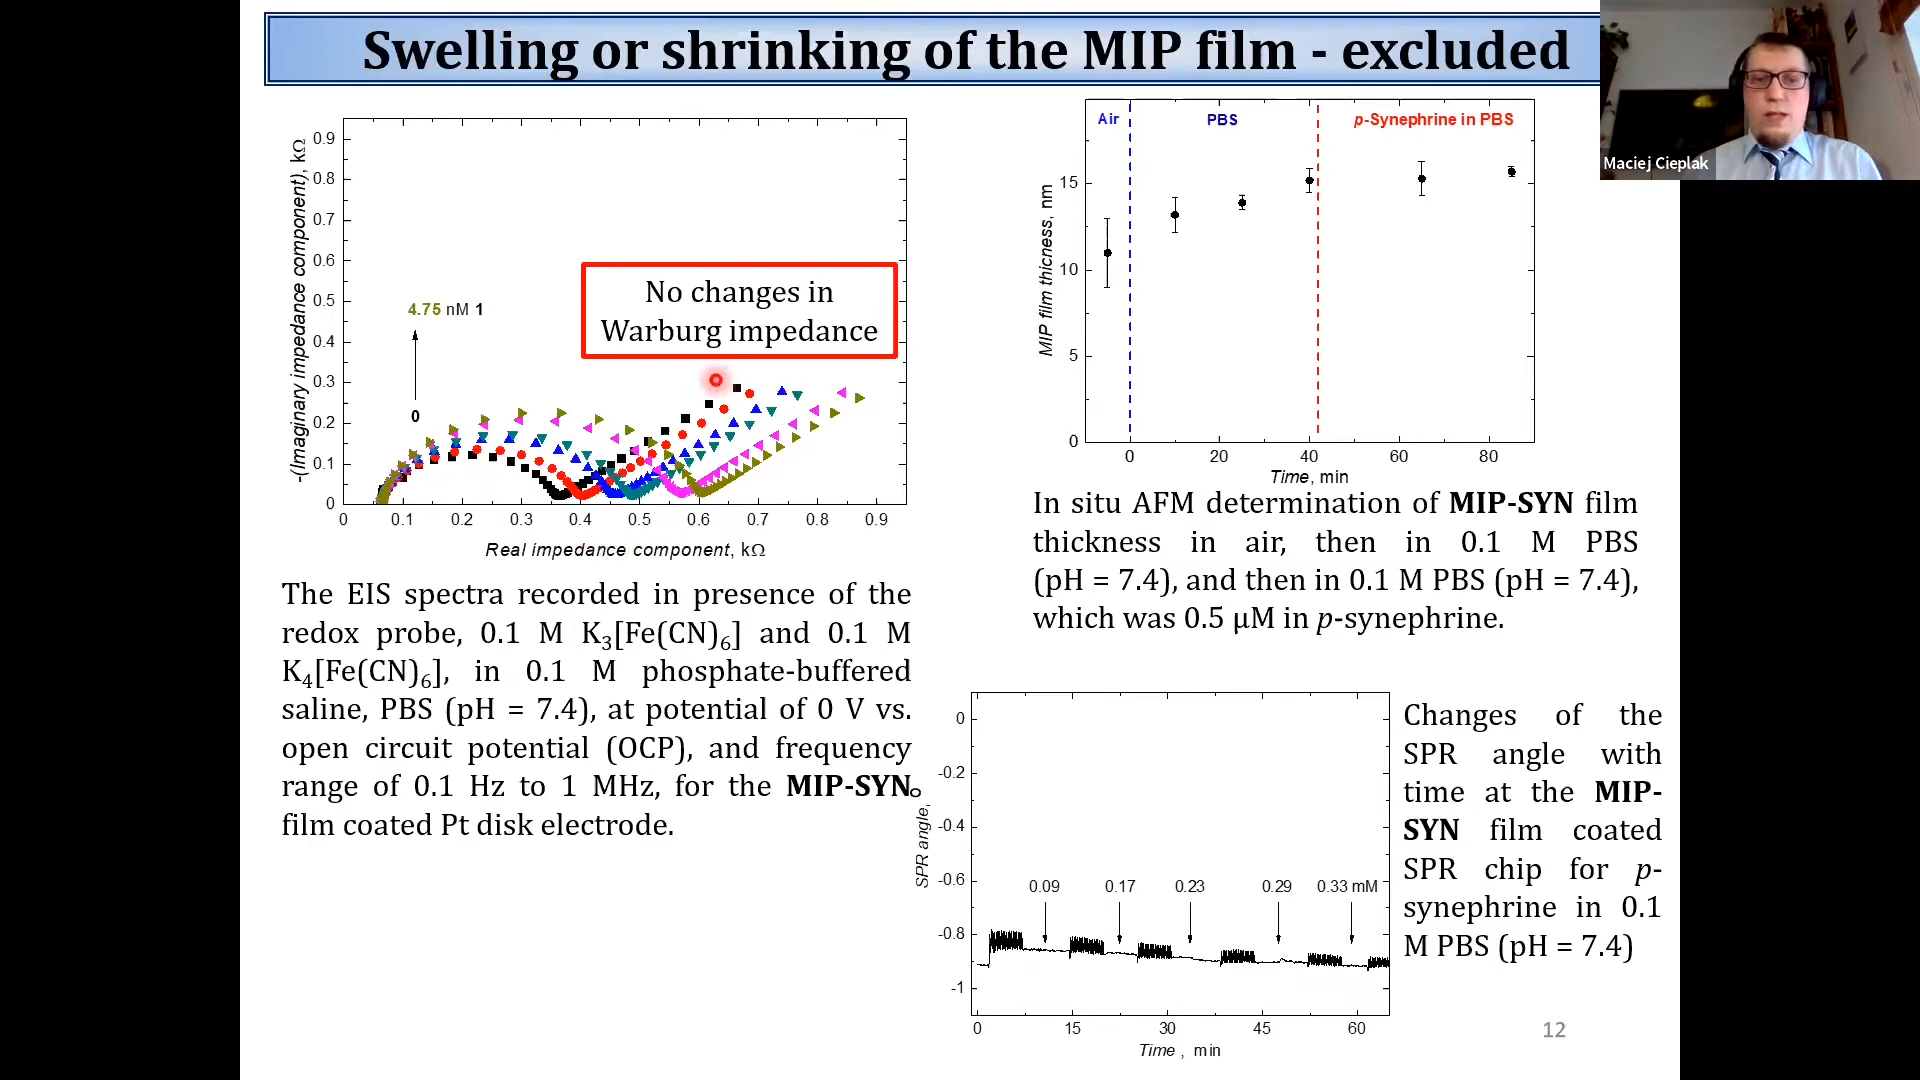 Swelling or shrinking of the MIP film - excluded
Maciej Cieplak
-(Imaginary impedance component), kΩ
0.9
0.8
0.7
0.6
0.5
0.4
0.3
0.2
0.1
0
4.75 nM 1
0
No changes in
Warburg impedance
0 0.1 0.2 0.3 0.4 0.5 0.6 0.7 0.8 0.9
Real impedance component, kΩ
The EIS spectra recorded in presence of the
redox probe, 0.1 M K3[Fe(CN)6] and 0.1 M
K4[Fe(CN)6], in 0.1 M phosphate-buffered
saline, PBS (pH = 7.4), at potential of 0 V vs.
open circuit potential (OCP), and frequency
range of 0.1 Hz to 1 MHz, for the MIP-SYN
film coated Pt disk electrode.
Air PBS p-Synephrine in PBS
MIP film thicness, nm
15
10
5
0
0 20 40 60 80
Time, min
In situ AFM determination of MIP-SYN film
thickness in air, then in 0.1 M PBS
(pH = 7.4), and then in 0.1 M PBS (pH = 7.4),
which was 0.5 μM in p-synephrine.
SPR angle, °
0
-0.2
-0.4
-0.6
-0.8
-1
0.09 0.17 0.23 0.29 0.33 mM
0 15 30 45 60
Time , min
Changes of the
SPR angle with
time at the MIP-
SYN film coated
SPR chip for p-
synephrine in 0.1
M PBS (pH = 7.4)
12